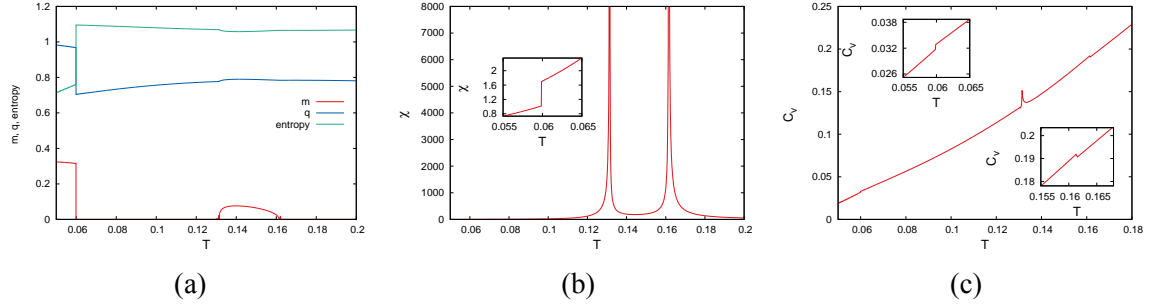 m, q, entropy
1.2
1
0.8
0.6
0.4
0.2
0
0.06 0.08 0.1 0.12 0.14 0.16 0.18 0.2
T
m
q
entropy
(a)
χ
8000
7000
6000
5000
4000
3000
2000
1000
0
0.06 0.08 0.1 0.12 0.14 0.16 0.18 0.2
T
χ
2
1.6
1.2
0.8
0.055 0.06 0.065
T
(b)
C_V
0.25
0.20
0.15
0.10
0.05
0
0.06 0.08 0.1 0.12 0.14 0.16 0.18
T
C_V
0.038
0.032
0.026
0.055 0.06 0.065
T
C_V
0.20
0.19
0.18
0.155 0.16 0.165
T
(c)